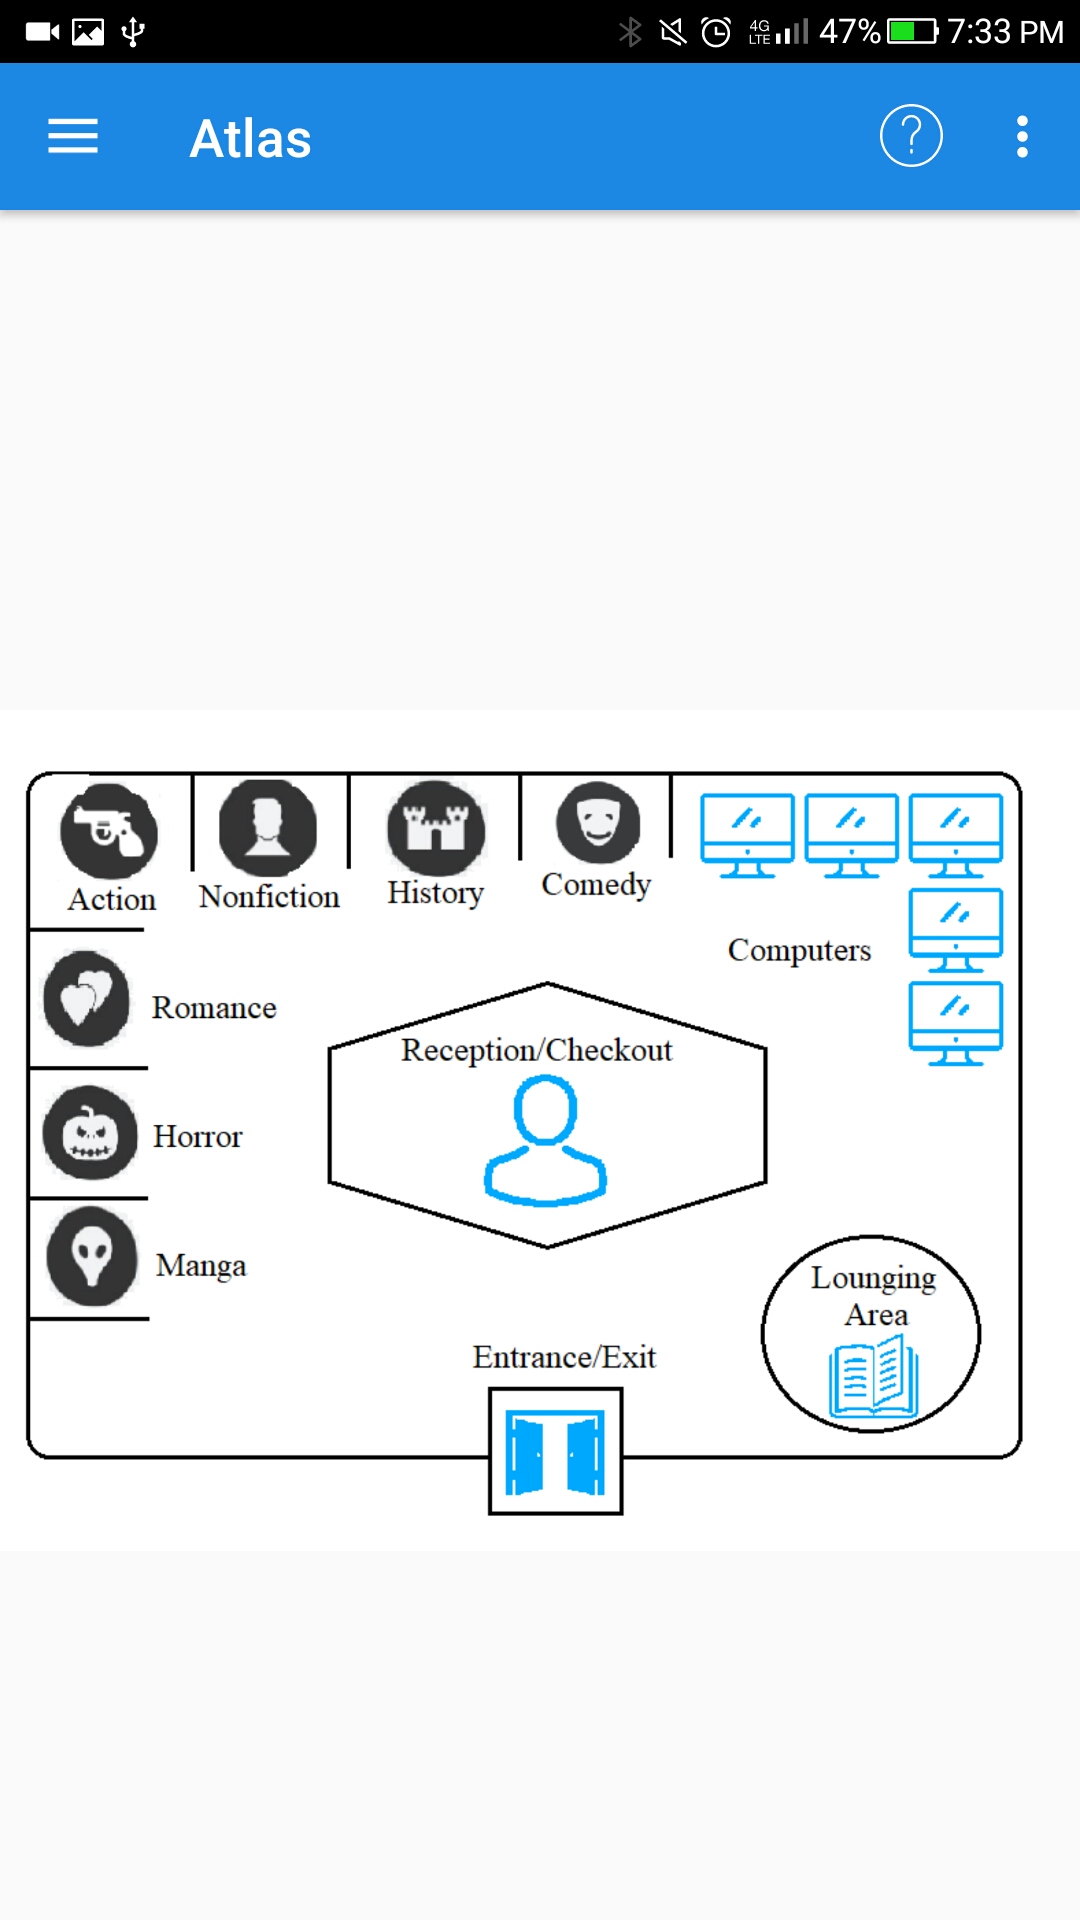 4G LTE 47% 7:33 PM
Atlas
?
Action Nonfiction History Comedy
Computers
Romance
Reception/Checkout
Horror
Manga
Lounging
Area
Entrance/Exit